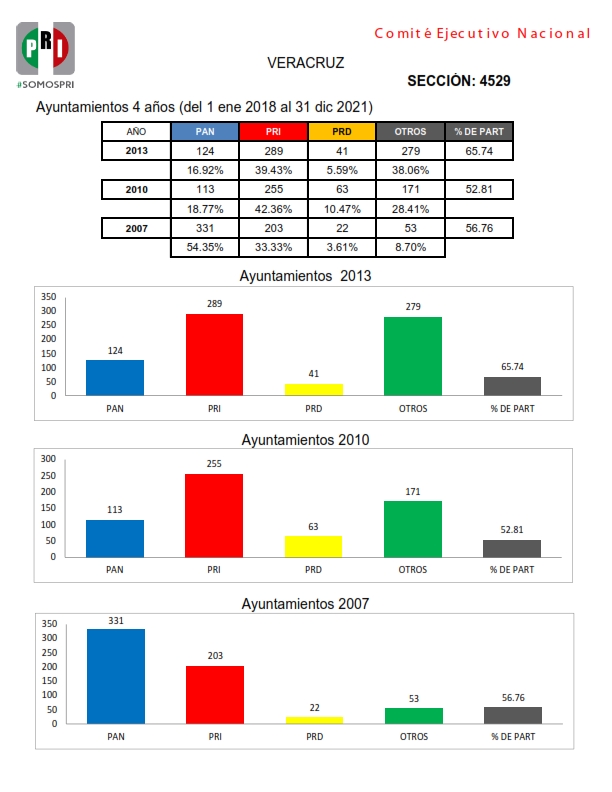 Comité Ejecutivo Nacional
PRI
#SOMOSPRI
VERACRUZ
SECCIÓN: 4529
Ayuntamientos 4 años (del 1 ene 2018 al 31 dic 2021)
AÑO PAN PRI PRD OTROS % DE PART
2013 124 289 41 279 65.74
16.92% 39.43% 5.59% 38.06%
2010 113 255 63 171 52.81
18.77% 42.36% 10.47% 28.41%
2007 331 203 22 53 56.76
54.35% 33.33% 3.61% 8.70%
Ayuntamientos 2013
350
300
250
200
150
100
50
0
124 289 41 279 65.74
PAN PRI PRD OTROS % DE PART
Ayuntamientos 2010
300
250
200
150
100
50
0
113 255 63 171 52.81
PAN PRI PRD OTROS % DE PART
Ayuntamientos 2007
350
300
250
200
150
100
50
0
331 203 22 53 56.76
PAN PRI PRD OTROS % DE PART